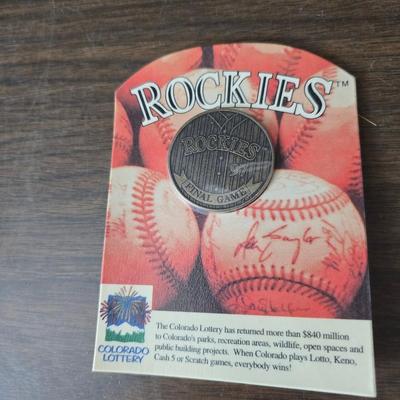 ROCKIES™
ROCKIES
FINAL GAME
The Colorado Lottery has returned more than $840 million
to Colorado's parks, recreation areas, wildlife, open spaces and
public building projects. When Colorado plays Lotto, Keno,
Cash 5 or Scratch games, everybody wins!
COLORADO
LOTTERY